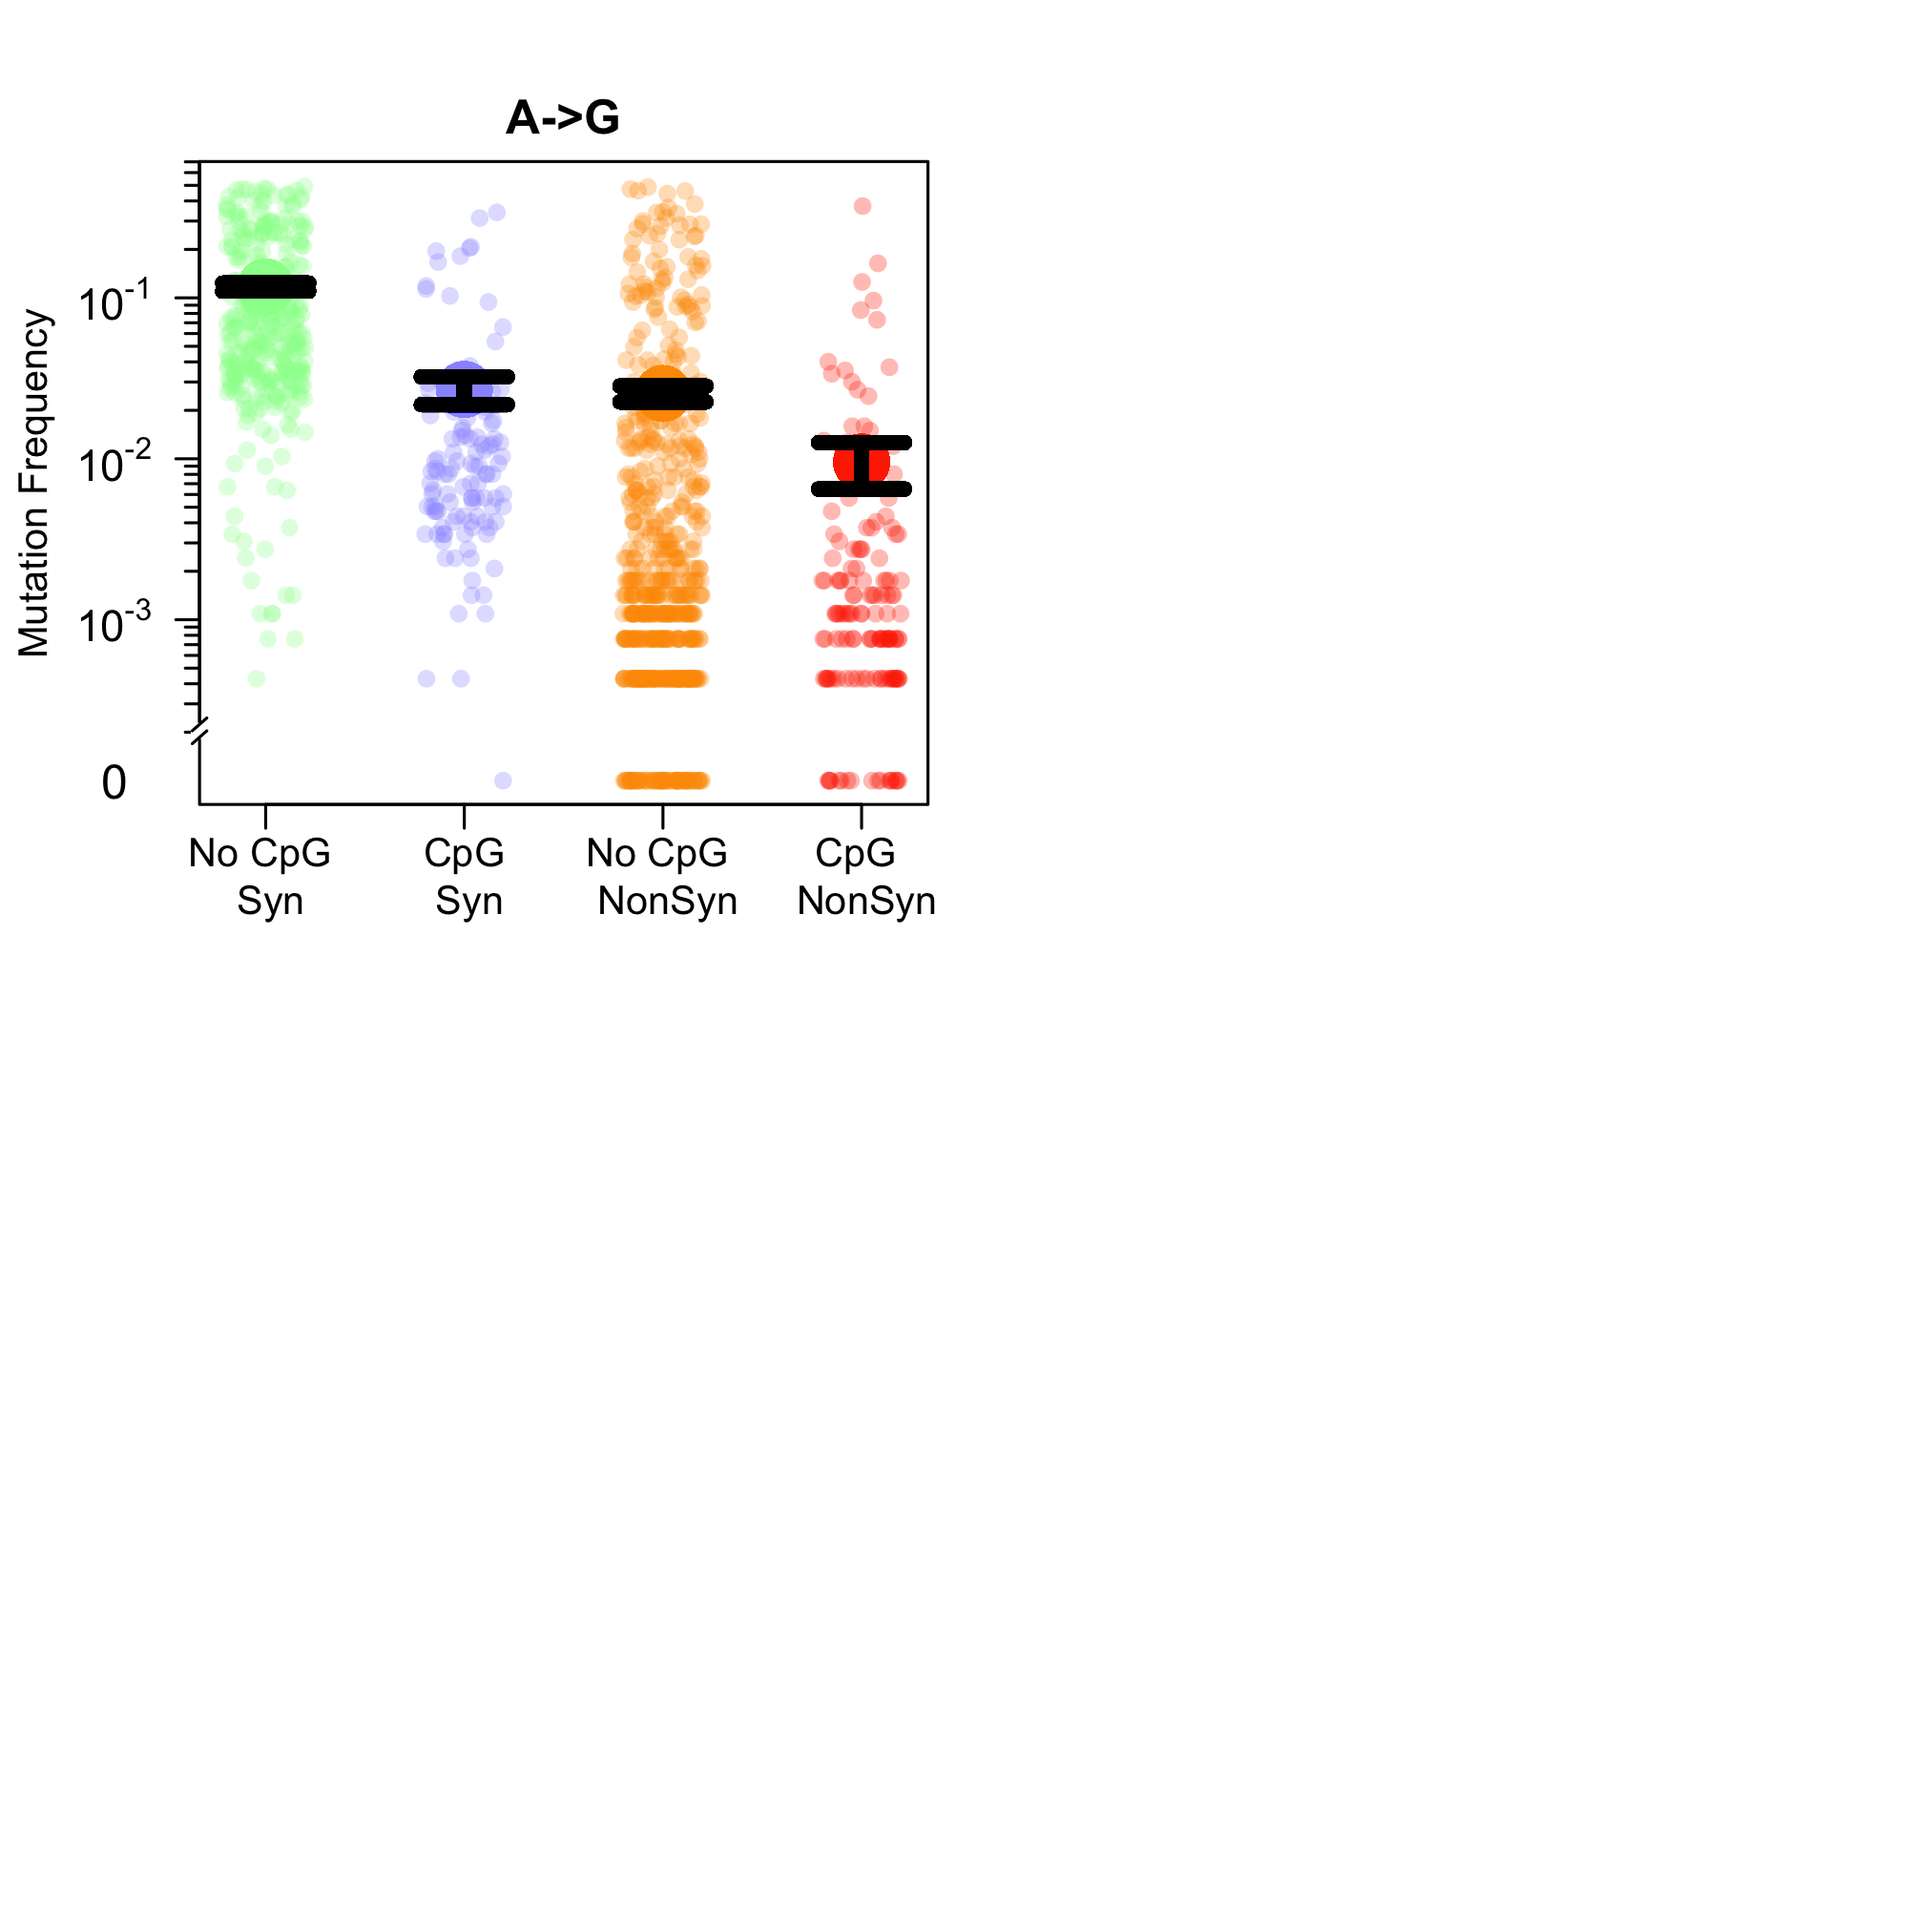 A->G
Mutation Frequency
10-1
10-2
10-3
0
No CpG CpG No CpG CpG
Syn Syn NonSyn NonSyn